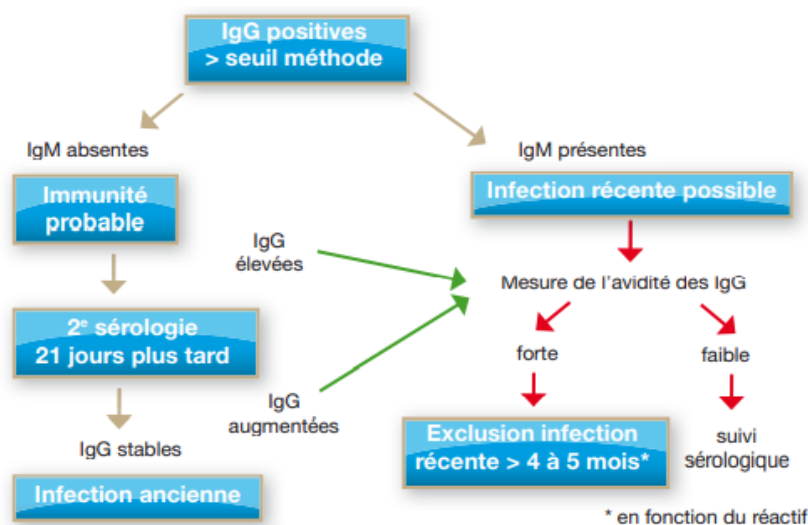 IgG positives
> seuil méthode
IgM absentes
IgM présentes
Immunité
probable
Infection récente possible
IgG
élevées
Mesure de l'avidité des IgG
2e sérologie
21 jours plus tard
forte
faible
IgG
augmentées
IgG stables
Exclusion infection
récente > 4 à 5 mois*
suivi
sérologique
Infection ancienne
* en fonction du réactif